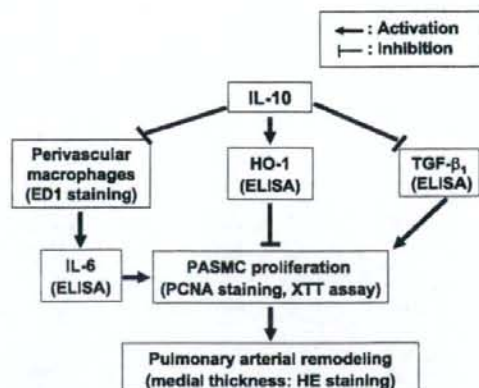 : Activation
: Inhibition
IL-10
Perivascular
macrophages
(ED1 staining)
HO-1
(ELISA)
TGF-β₁
(ELISA)
IL-6
(ELISA)
PASMC proliferation
(PCNA staining, XTT assay)
Pulmonary arterial remodeling
(medial thickness: HE staining)